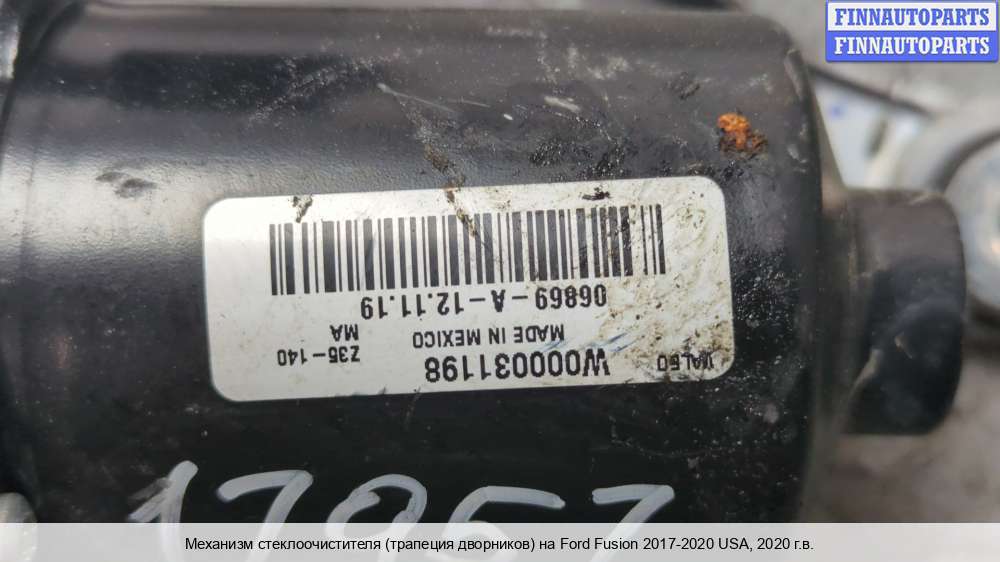 FINNAUTOPARTS
FINNAUTOPARTS
VALEO
W000031198
MADE IN MEXICO
MA
Z35-140
06869-A-12.11.19
17957
Механизм стеклоочистителя (трапеция дворников) на Ford Fusion 2017-2020 USA, 2020 г.в.